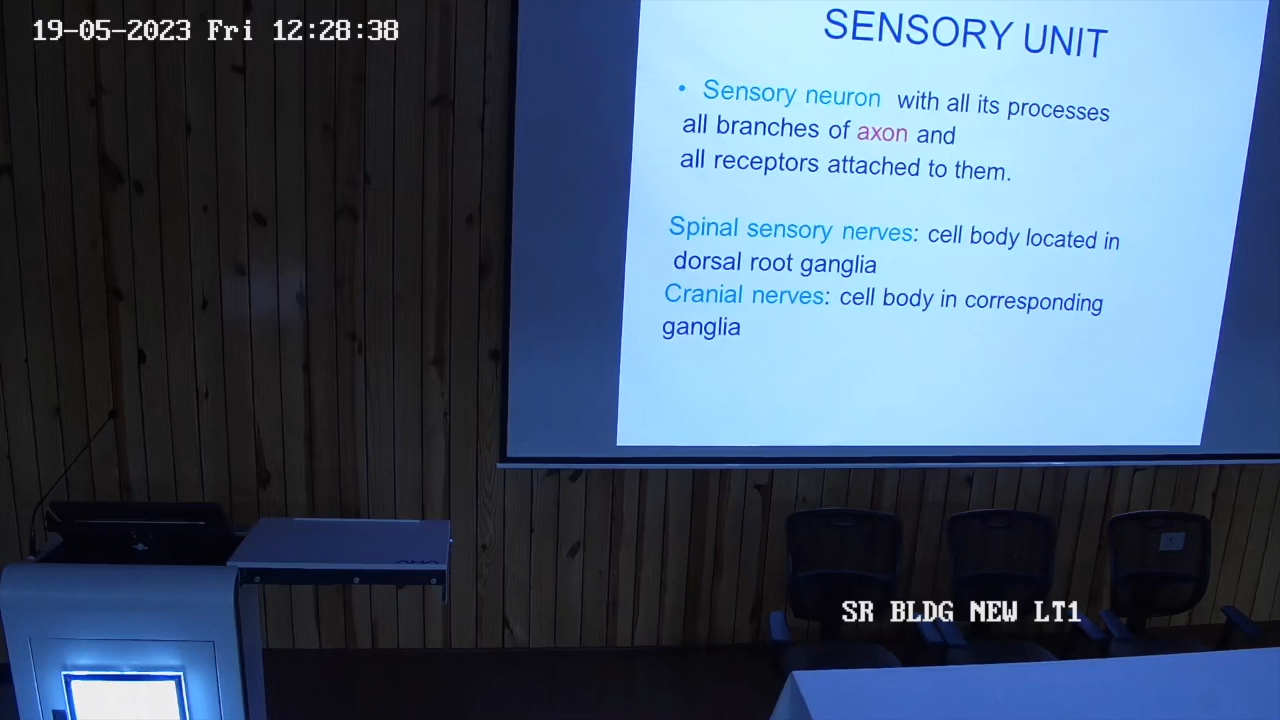 19-05-2023 Fri 12:28:38
SENSORY UNIT
• Sensory neuron with all its processes
all branches of axon and
all receptors attached to them.
Spinal sensory nerves: cell body located in
dorsal root ganglia
Cranial nerves: cell body in corresponding
ganglia
SR BLDG NEW LT1